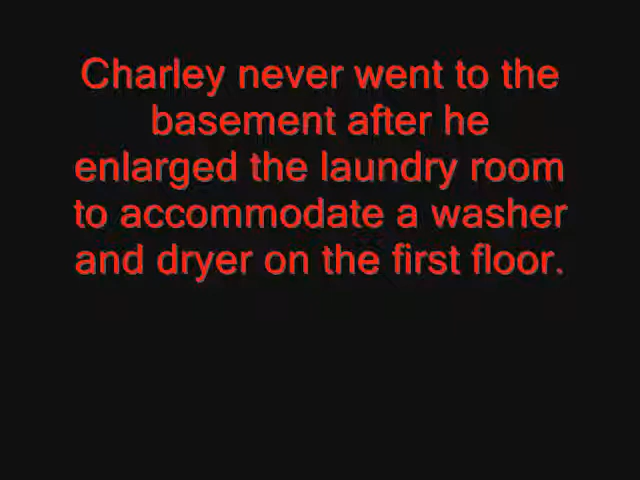 Charley never went to the
basement after he
enlarged the laundry room
to accommodate a washer
and dryer on the first floor.